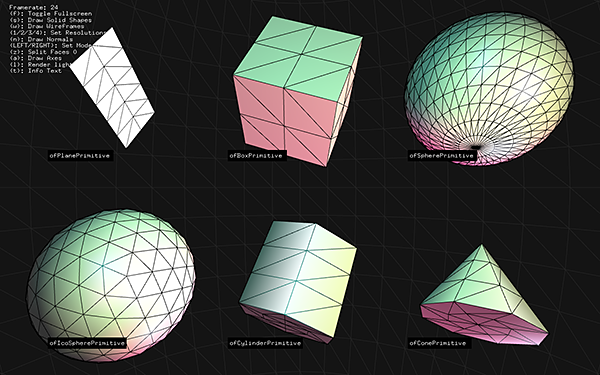 Framerate: 24
(f): Toggle Fullscreen
(s): Draw Solid Shapes
(w): Draw Wireframes
(1/2/3/4): Set Resolutions
(n): Draw Normals
(LEFT/RIGHT): Set Mode
(z): Split Faces 0
(a): Draw Axes
(l): Render ligh
(t): Info Text
ofPlanePrimitive
ofBoxPrimitive
ofSpherePrimitive
ofIcoSpherePrimitive
ofCylinderPrimitive
ofConePrimitive